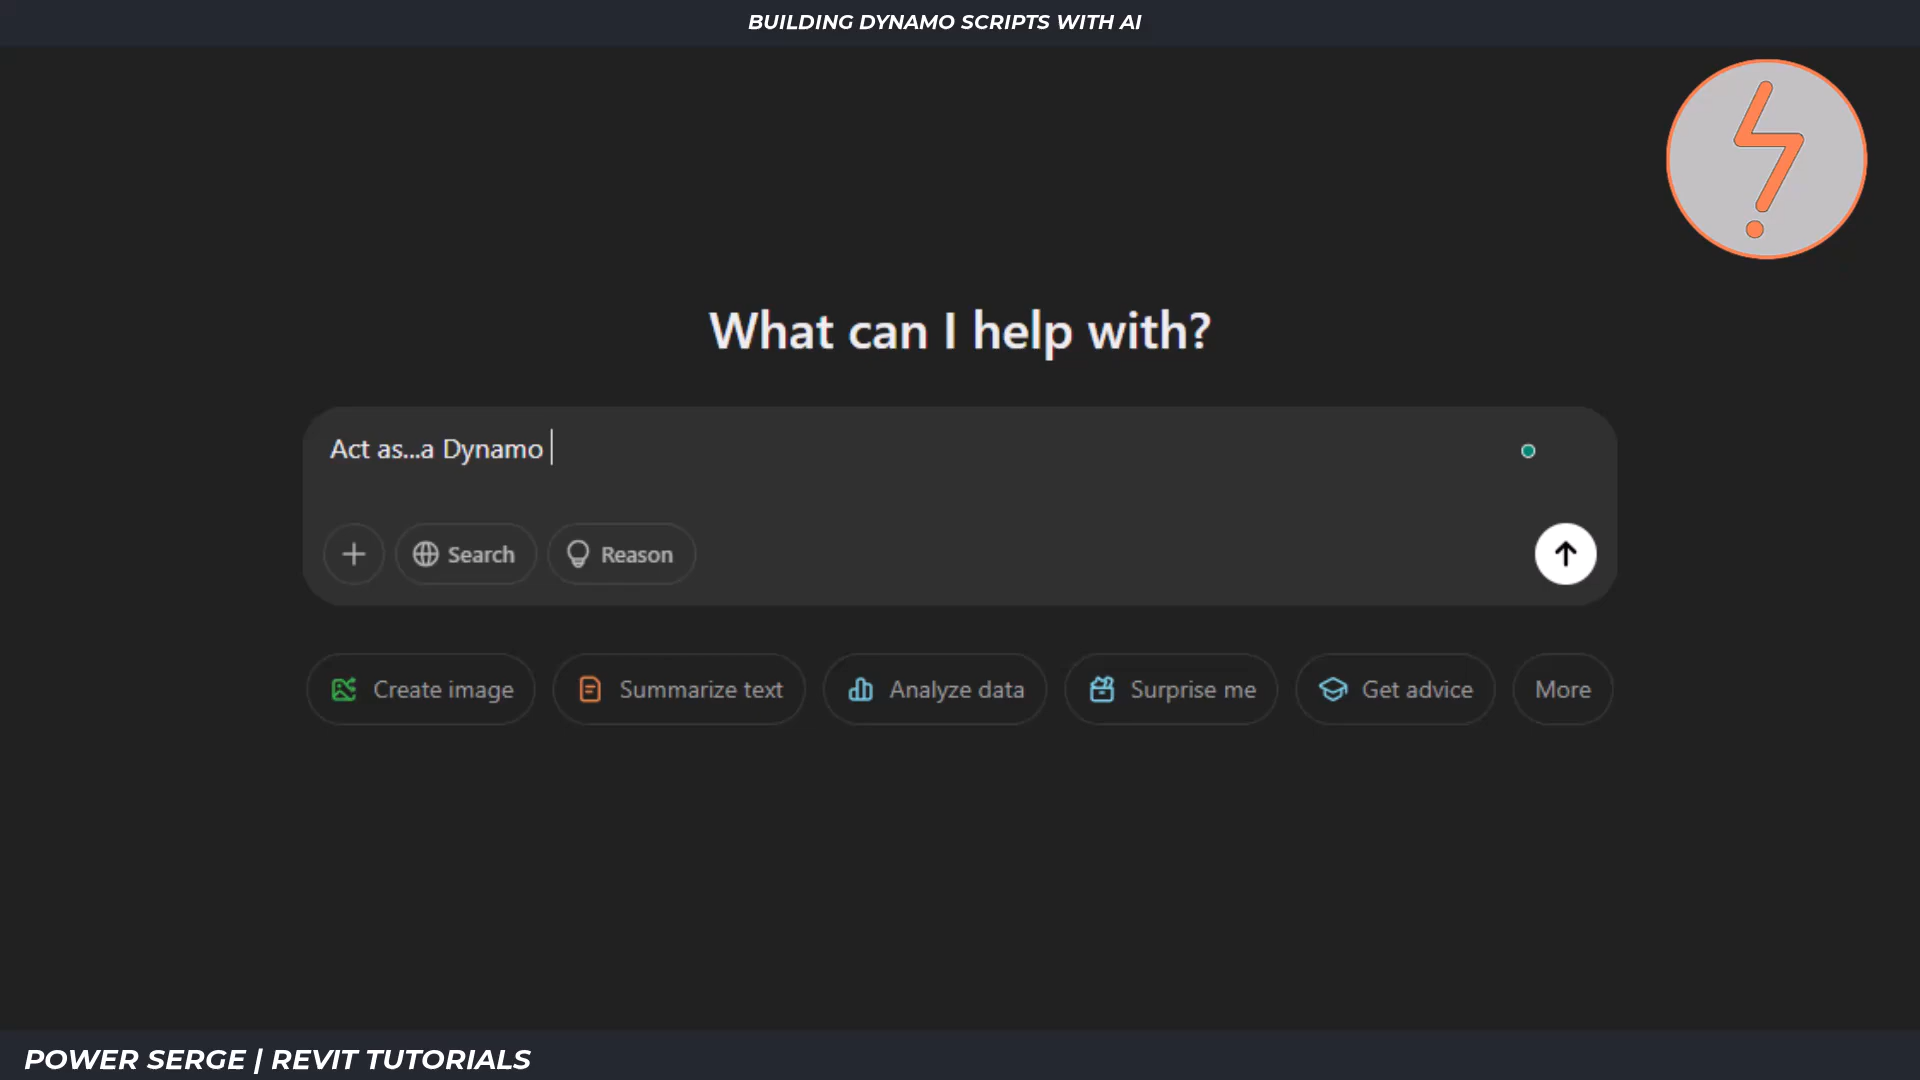 BUILDING DYNAMO SCRIPTS WITH AI
What can I help with?
Act as...a Dynamo
Search
Reason
Create image
Summarize text
Analyze data
Surprise me
Get advice
More
POWER SERGE | REVIT TUTORIALS